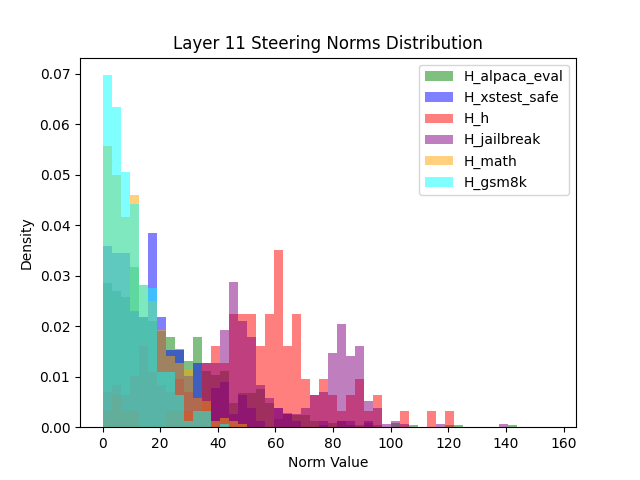 Layer 11 Steering Norms Distribution
H_alpaca_eval
H_xstest_safe
H_h
H_jailbreak
H_math
H_gsm8k
Density
0.07
0.06
0.05
0.04
0.03
0.02
0.01
0.00
0 20 40 60 80 100 120 140 160
Norm Value